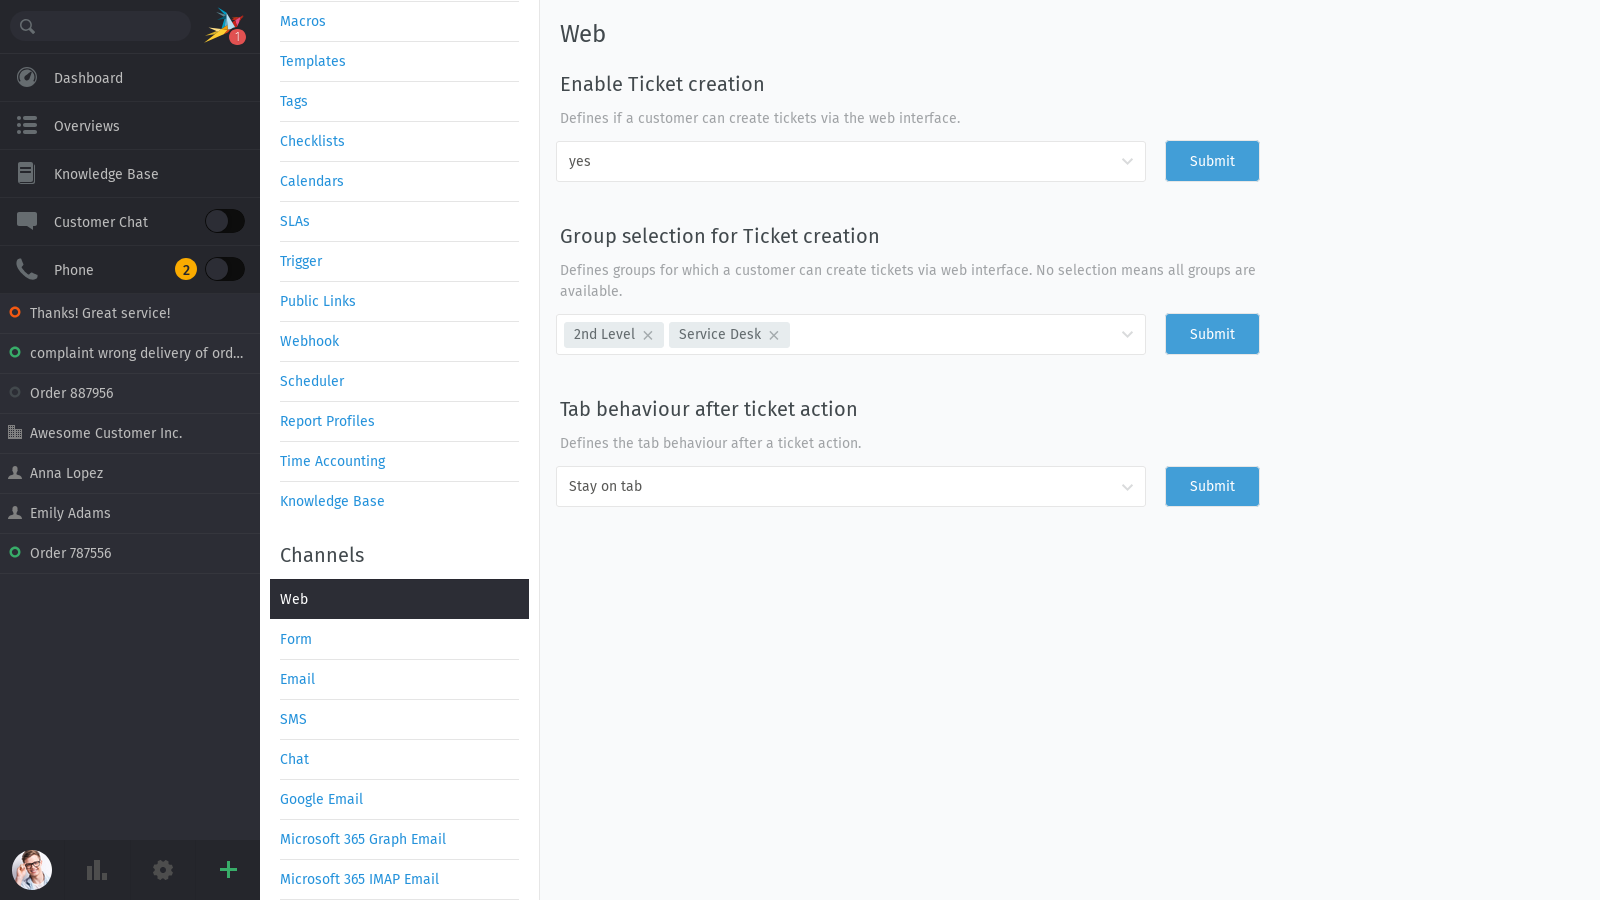 1
Dashboard
Overviews
Knowledge Base
Customer Chat
Phone
2
Thanks! Great service!
complaint wrong delivery of ord...
Order 887956
Awesome Customer Inc.
Anna Lopez
Emily Adams
Order 787556
Macros
Templates
Tags
Checklists
Calendars
SLAs
Trigger
Public Links
Webhook
Scheduler
Report Profiles
Time Accounting
Knowledge Base
Channels
Web
Form
Email
SMS
Chat
Google Email
Microsoft 365 Graph Email
Microsoft 365 IMAP Email
Web
Enable Ticket creation
Defines if a customer can create tickets via the web interface.
yes
Submit
Group selection for Ticket creation
Defines groups for which a customer can create tickets via web interface. No selection means all groups are
available.
2nd Level
Service Desk
Submit
Tab behaviour after ticket action
Defines the tab behaviour after a ticket action.
Stay on tab
Submit